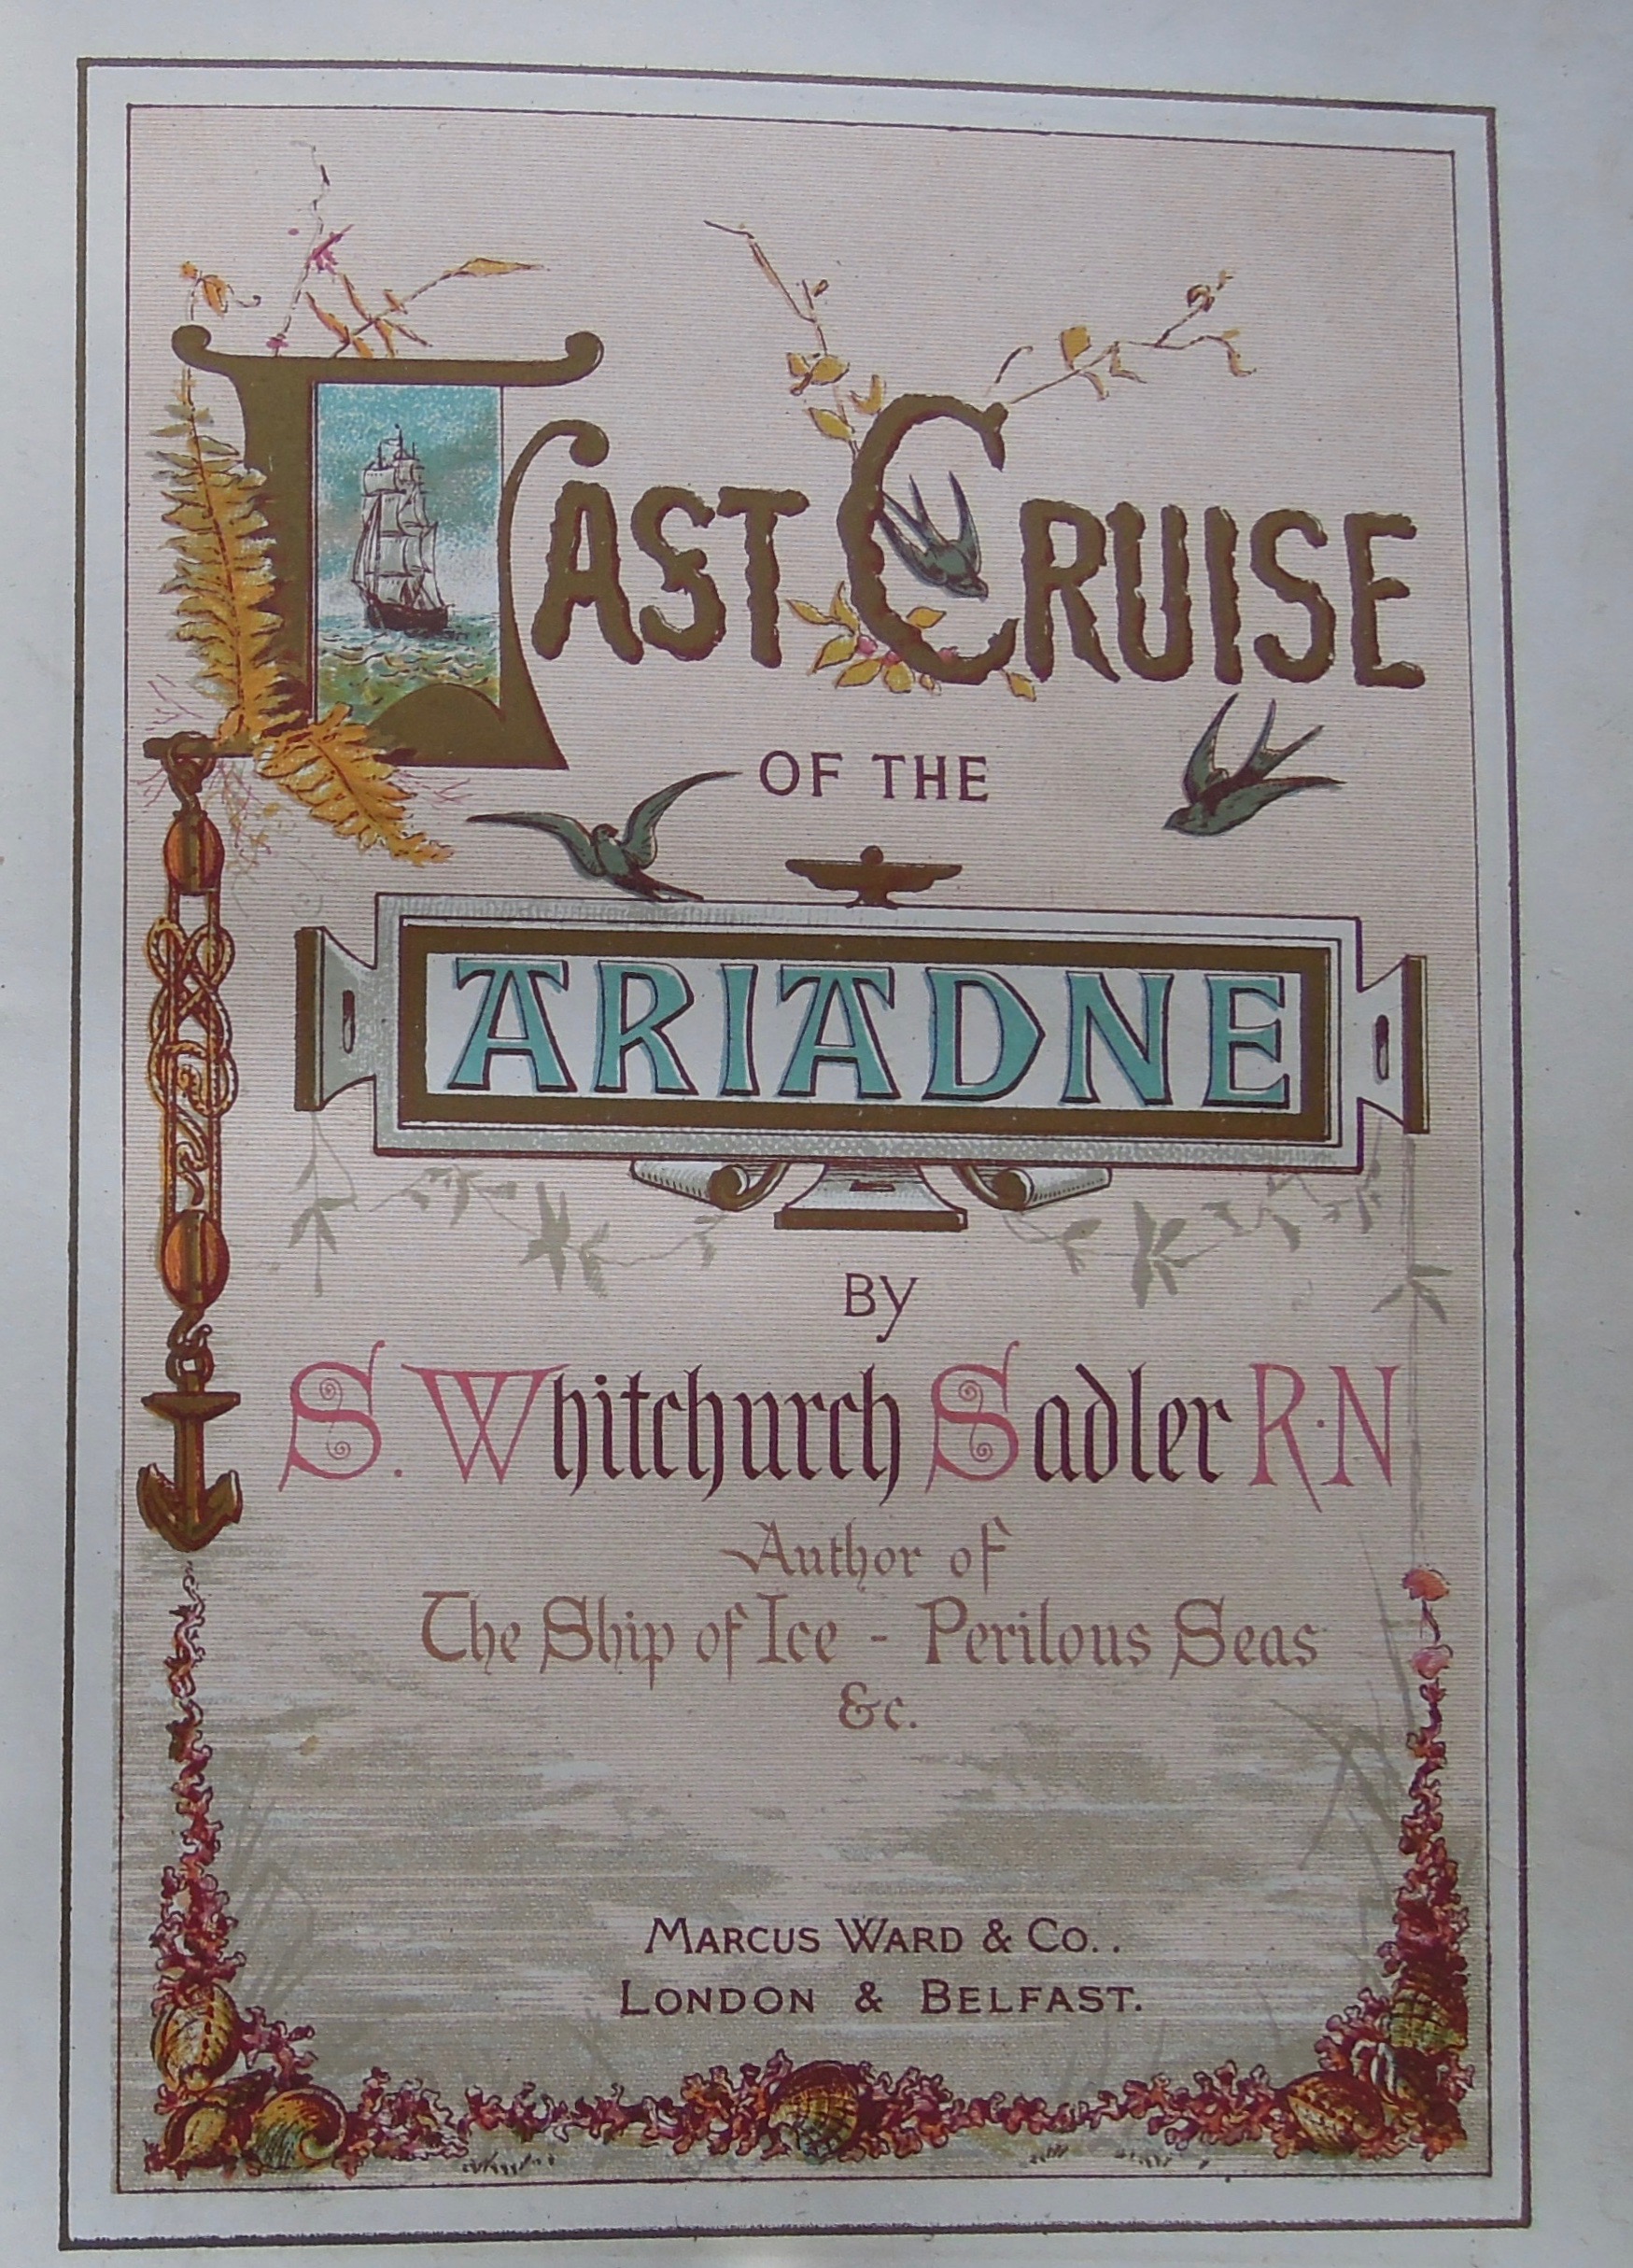 LAST CRUISE
OF THE
ARIADNE
BY
S. Whitchurch Sadler R·N
Author of
The Ship of Ice - Perilous Seas
&c.
MARCUS WARD & CO..
LONDON & BELFAST.